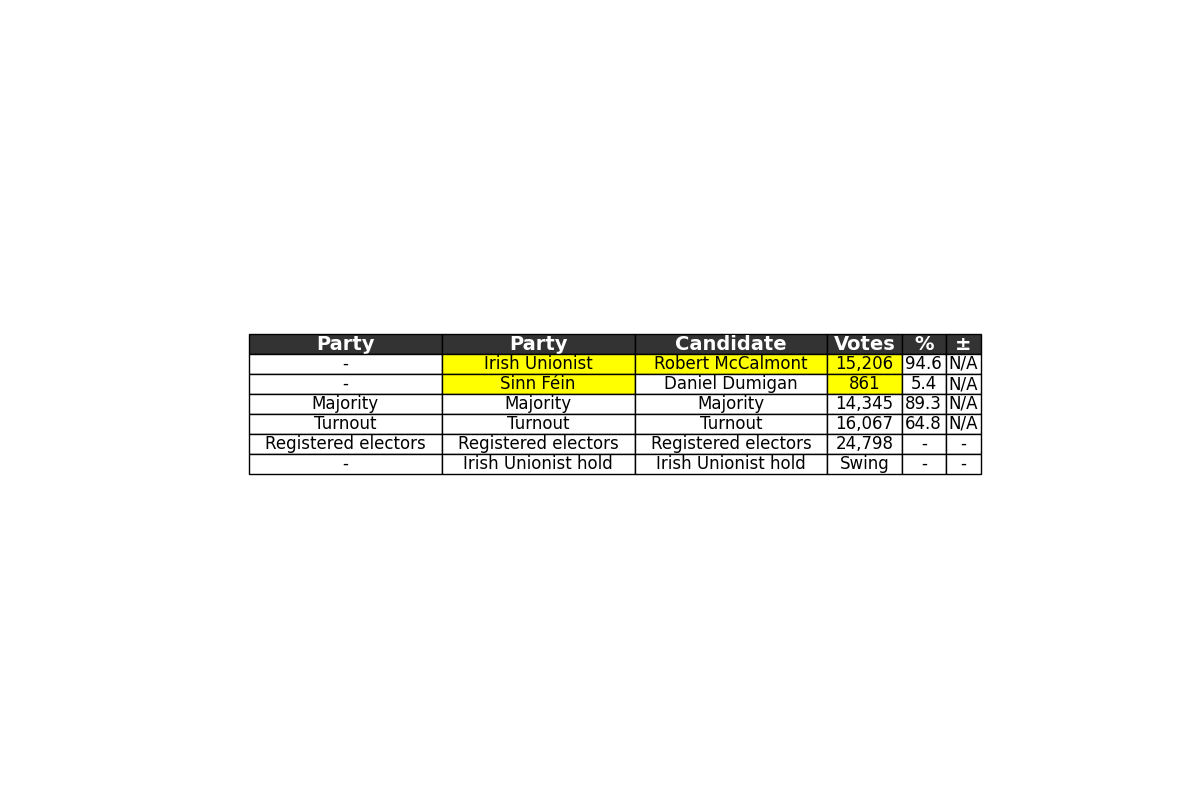 Party Party Candidate Votes % ±
- Irish Unionist Robert McCalmont 15,206 94.6 N/A
- Sinn Féin Daniel Dumigan 861 5.4 N/A
Majority Majority Majority 14,345 89.3 N/A
Turnout Turnout Turnout 16,067 64.8 N/A
Registered electors Registered electors Registered electors 24,798 - -
- Irish Unionist hold Irish Unionist hold Swing - -